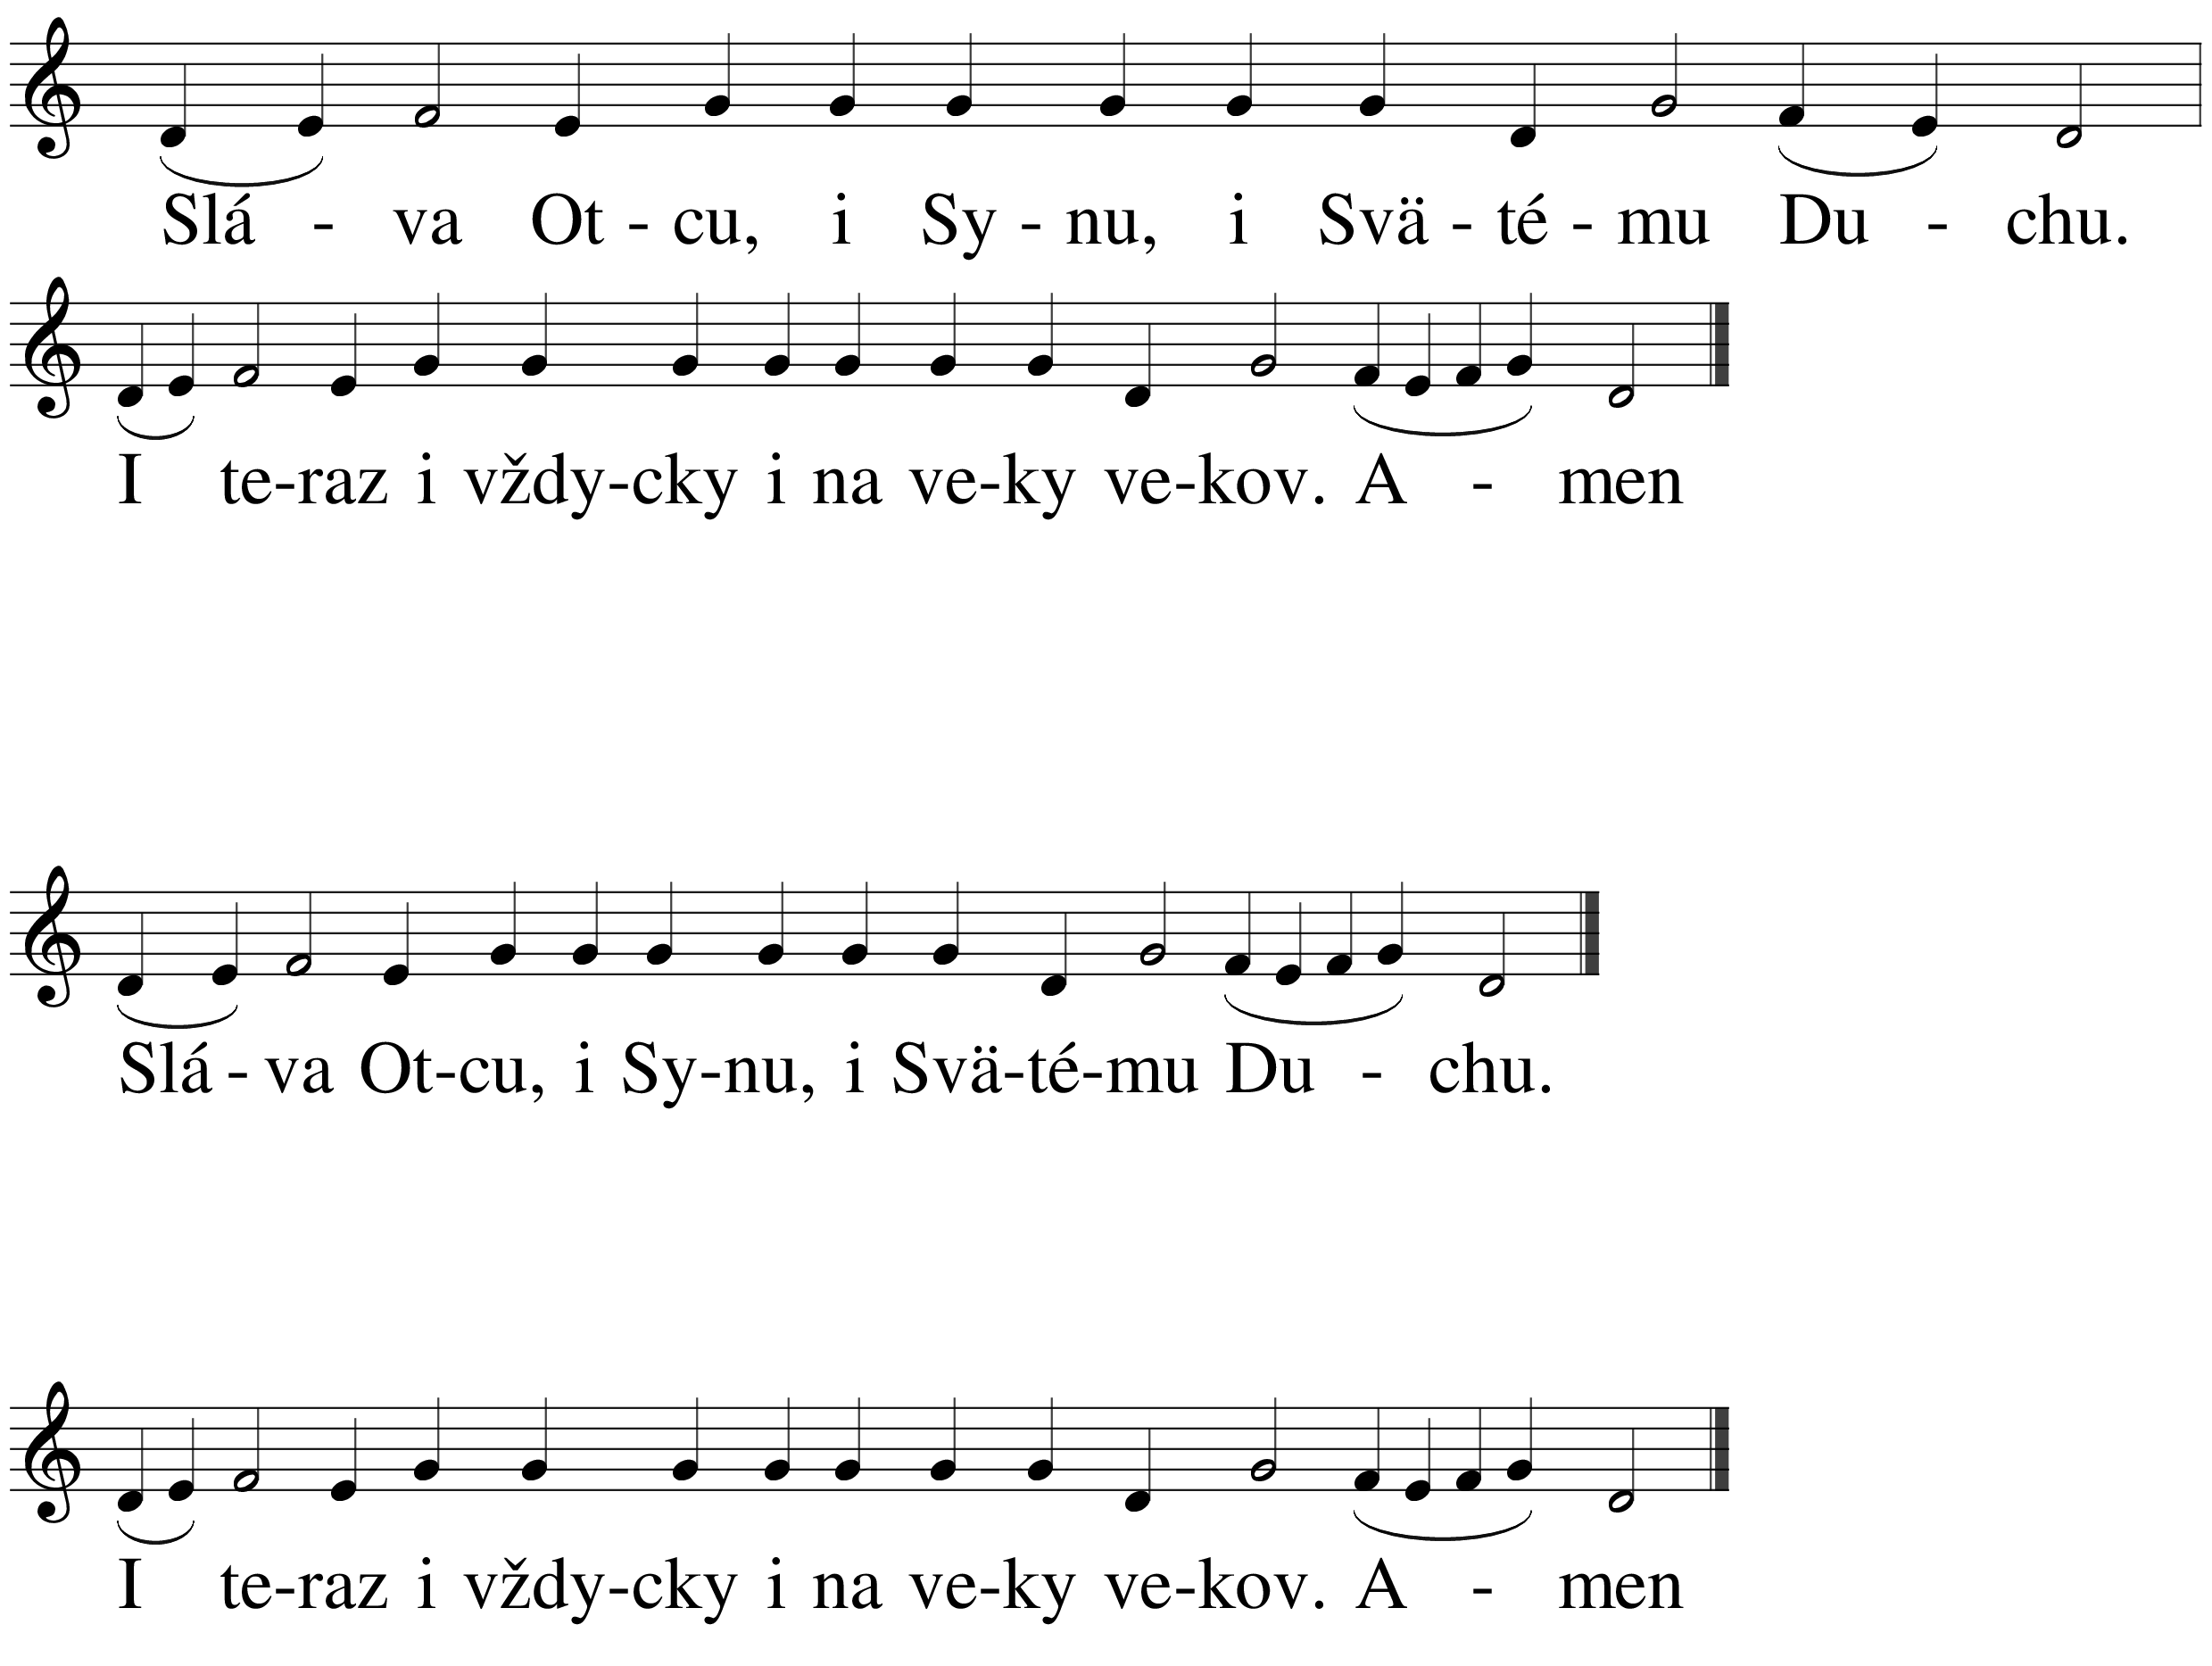 Slá - va Ot - cu, i Sy - nu, i Svä - té - mu Du - chu.
I te-raz i vždy-cky i na ve-ky ve-kov. A - men
Slá - va Ot-cu, i Sy-nu, i Svä-té-mu Du - chu.
I te-raz i vždy-cky i na ve-ky ve-kov. A - men